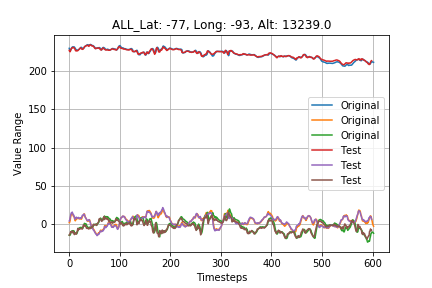 ALL_Lat: -77, Long: -93, Alt: 13239.0
Value Range
200
150
100
50
0
Original
Original
Original
Test
Test
Test
0
100
200
300
400
500
600
Timesteps